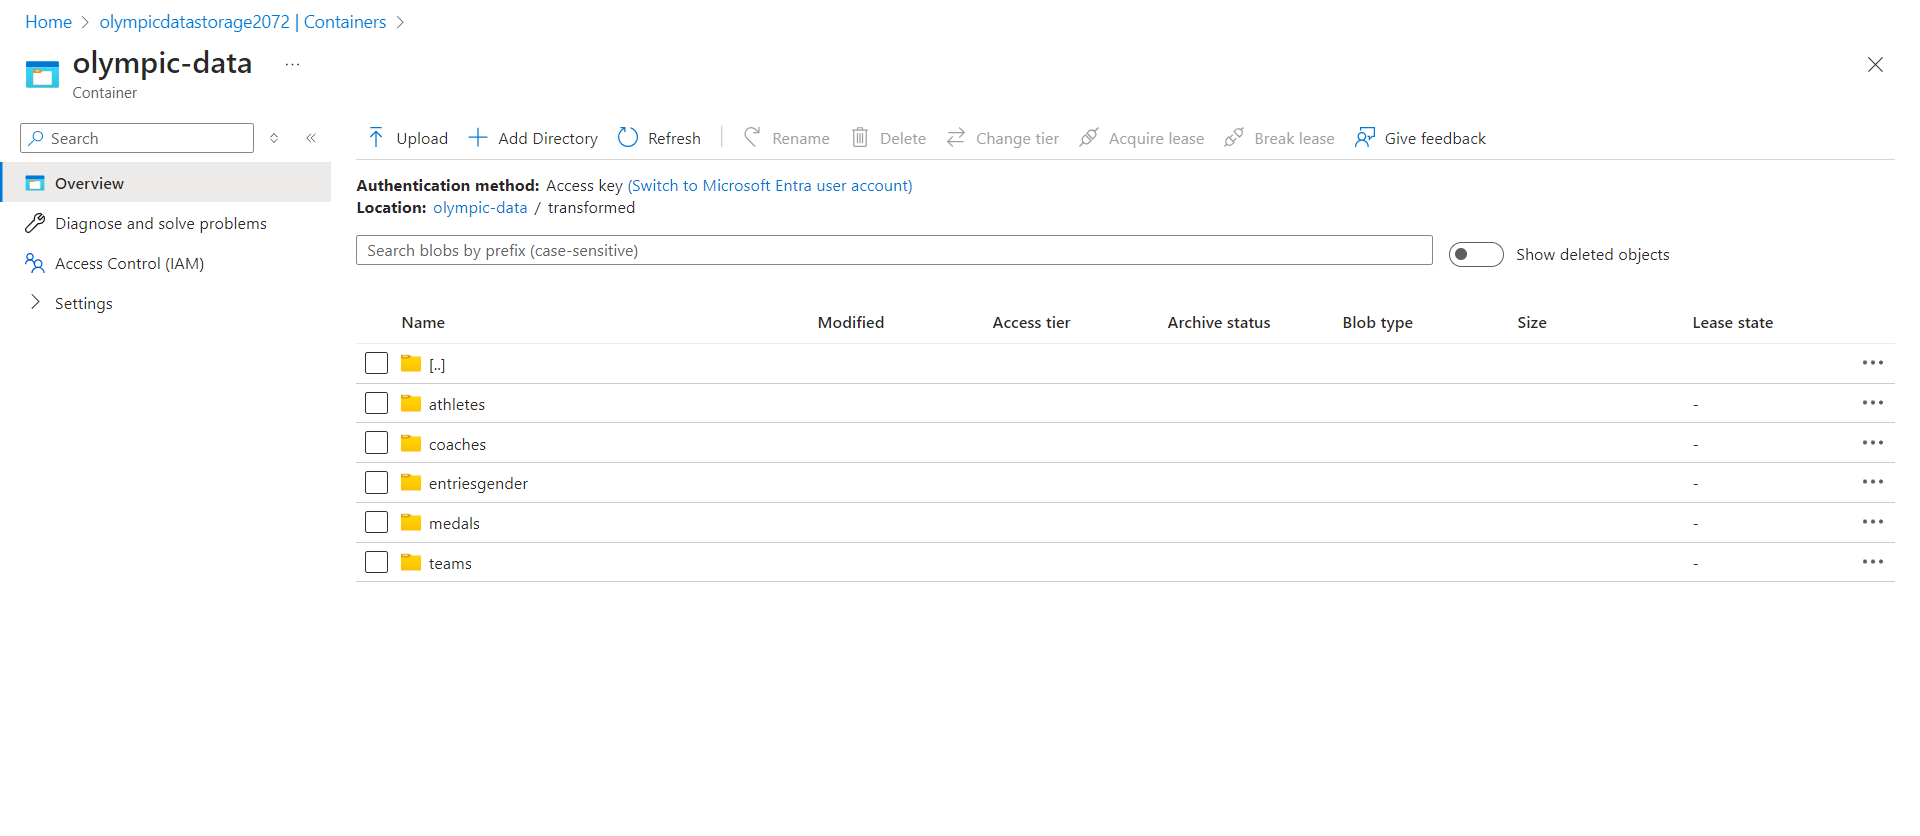 Home > olympicdatastorage2072 | Containers >
olympic-data ...
Container
Search
Overview
Diagnose and solve problems
Access Control (IAM)
Settings
Upload Add Directory Refresh Rename Delete Change tier Acquire lease Break lease Give feedback
Authentication method: Access key (Switch to Microsoft Entra user account)
Location: olympic-data / transformed
Search blobs by prefix (case-sensitive)
Show deleted objects
Name Modified Access tier Archive status Blob type Size Lease state
[..]
athletes -
coaches -
entriesgender -
medals -
teams -